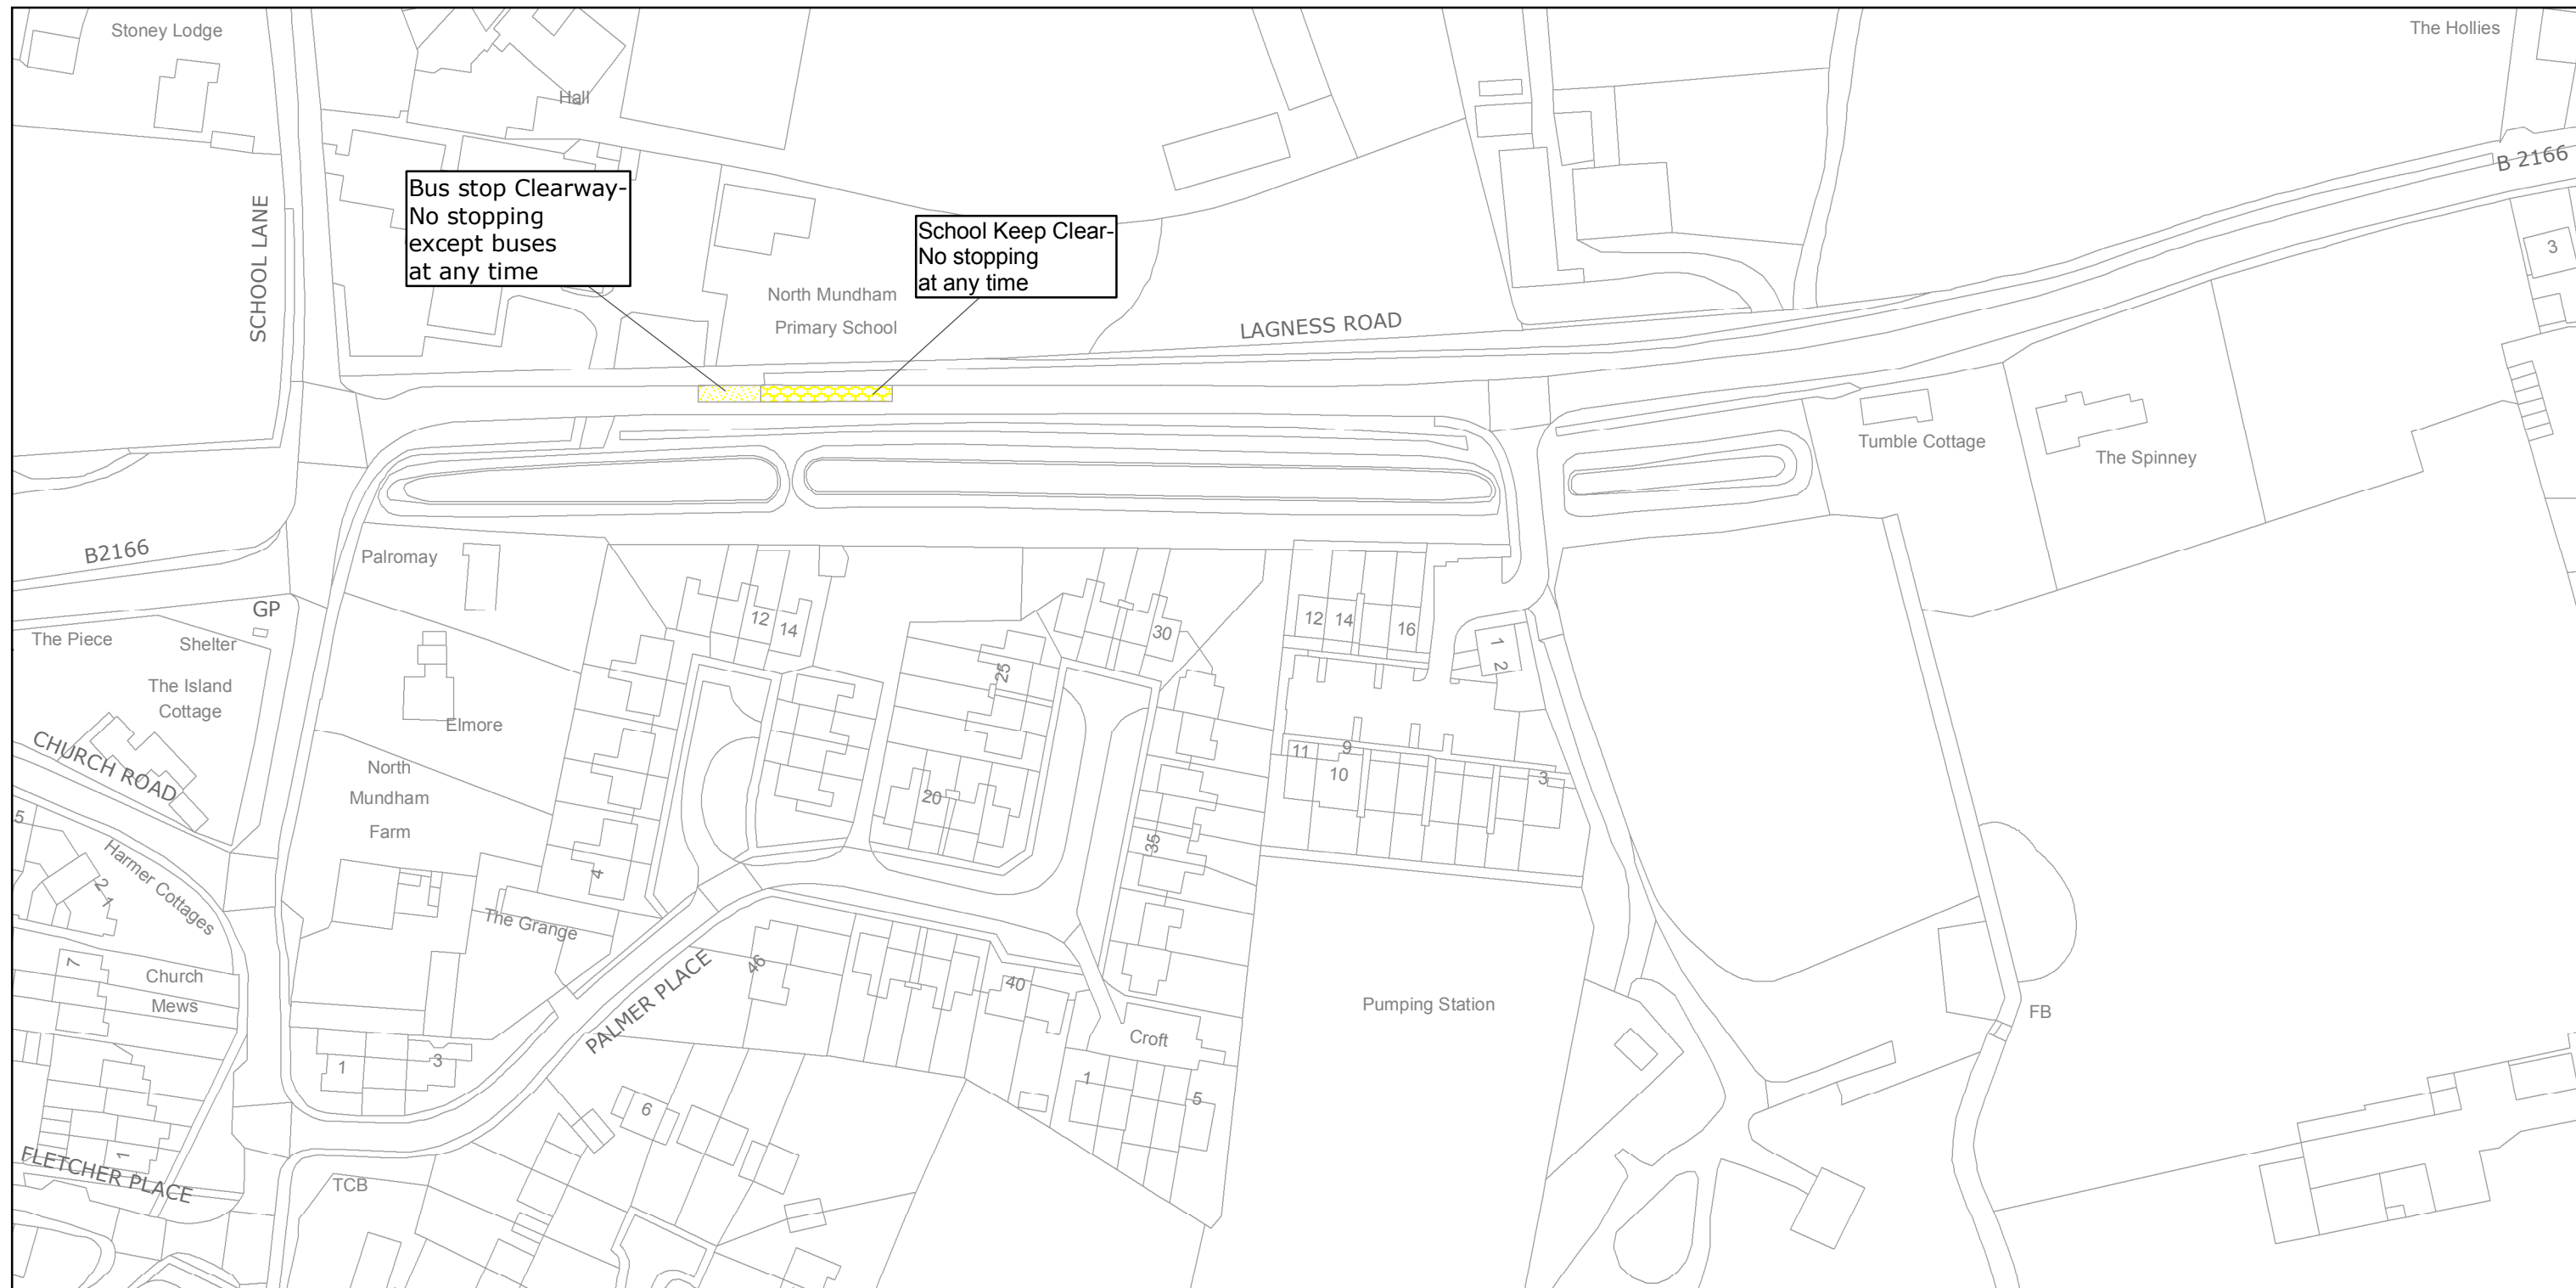 Stoney Lodge
The Hollies
Hall
B 2166
SCHOOL LANE
Bus stop Clearway-
No stopping
except buses
at any time
School Keep Clear-
No stopping
at any time
3
North Mundham
Primary School
LAGNESS ROAD
Tumble Cottage
The Spinney
B2166
Palromay
GP
The Piece
Shelter
The Island
Cottage
12
14
30
12
14
16
1
2
25
Elmore
CHURCH ROAD
North
Mundham
Farm
20
11
9
10
3
5
Harmer Cottages
2
1
4
35
The Grange
7
Church
Mews
46
40
PALMER PLACE
Pumping Station
FB
Croft
1
3
1
5
6
1
FLETCHER PLACE
TCB